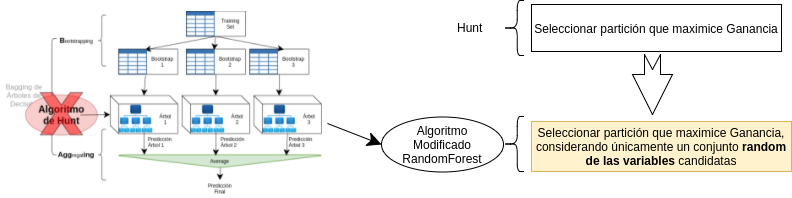 Training
Set
Bootstrapping
Bootstrap
1
Bootstrap
2
Bootstrap
3
Bagging de
Árboles de
Algoritmo
de Hunt
Árbol
1
Árbol
2
Árbol
3
Predicción
Árbol 1
Predicción
Árbol 2
Predicción
Árbol 3
Aggregating
Average
Predicción
Final
Algoritmo
Modificado
RandomForest
Hunt
Seleccionar partición que maximice Ganancia
Seleccionar partición que maximice Ganancia,
considerando únicamente un conjunto random
de las variables candidatas